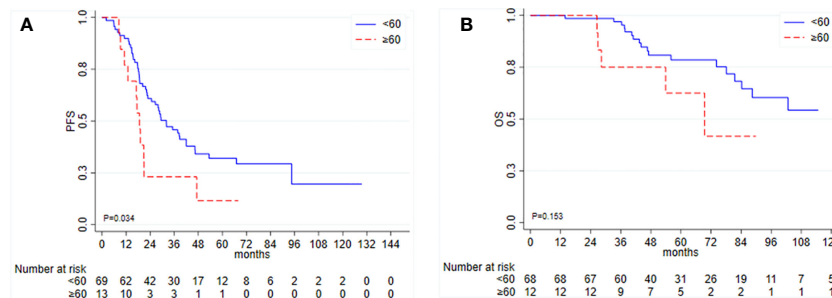 A
<60
≥60
1.0
0.8
0.5
0.3
0.0
PFS
P=0.034
0 12 24 36 48 60 72 84 96 108 120 132 144
months
Number at risk
<60 69 62 42 30 17 12 8 6 2 2 2 0 0
≥60 13 10 3 3 1 1 0 0 0 0 0 0 0
B
<60
≥60
1.0
0.8
0.5
0.3
0.0
OS
P=0.153
0 12 24 36 48 60 72 84 96 108
months
Number at risk
<60 68 68 67 60 40 31 26 19 11 7 5
≥60 12 12 12 9 7 5 2 2 1 1